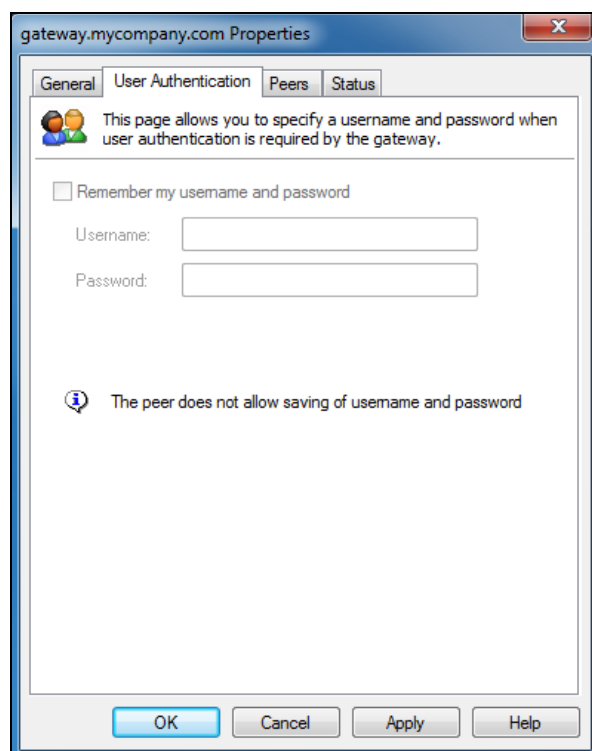 gateway.mycompany.com Properties
General User Authentication Peers Status
This page allows you to specify a username and password when
user authentication is required by the gateway.
Remember my username and password
Username:
Password:
The peer does not allow saving of username and password
OK Cancel Apply Help